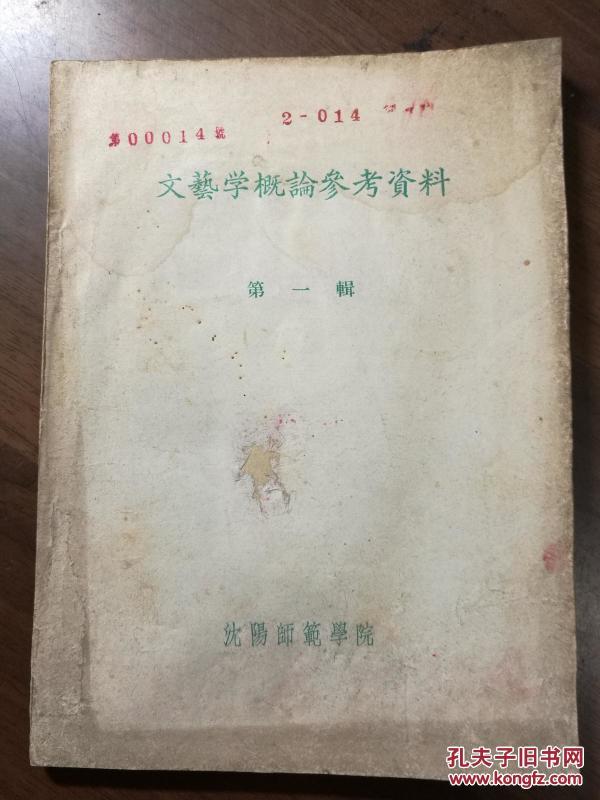 第00014號
2-014
文藝学概論參考資料
第一輯
沈陽師範學院
孔夫子旧书网
www.kongfz.com